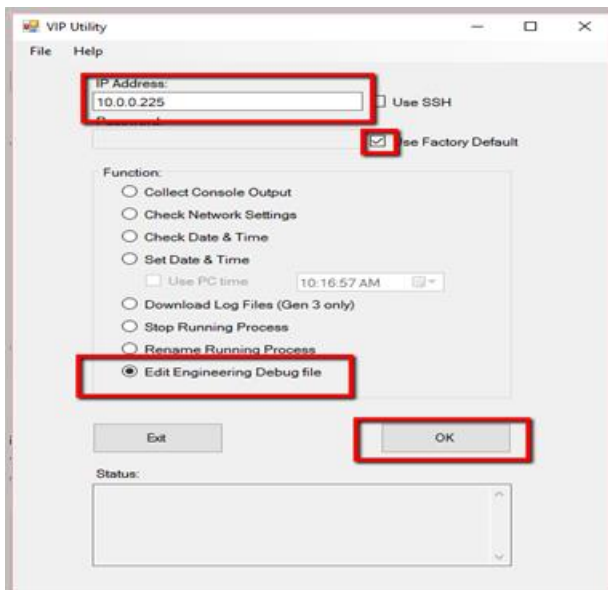 VIP Utility
File Help
IP Address:
10.0.0.225
Use SSH
Password:
Use Factory Default
Function:
Collect Console Output
Check Network Settings
Check Date & Time
Set Date & Time
Use PC time 10:16:57 AM
Download Log Files (Gen 3 only)
Stop Running Process
Rename Running Process
Edit Engineering Debug file
Exit OK
Status: